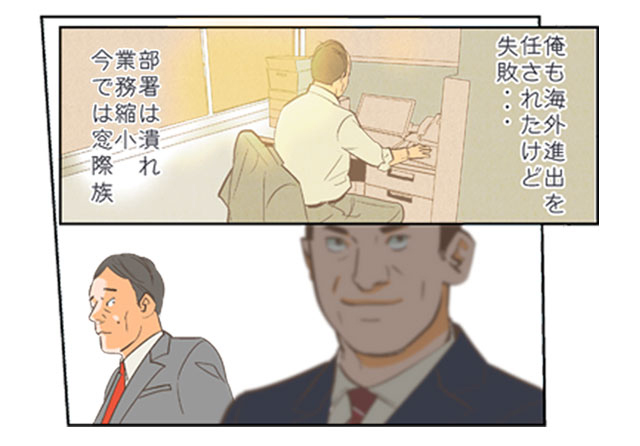 俺も海外進出を
任されたけど
失敗・・・
部署は潰れ
業務縮小
今では窓際族